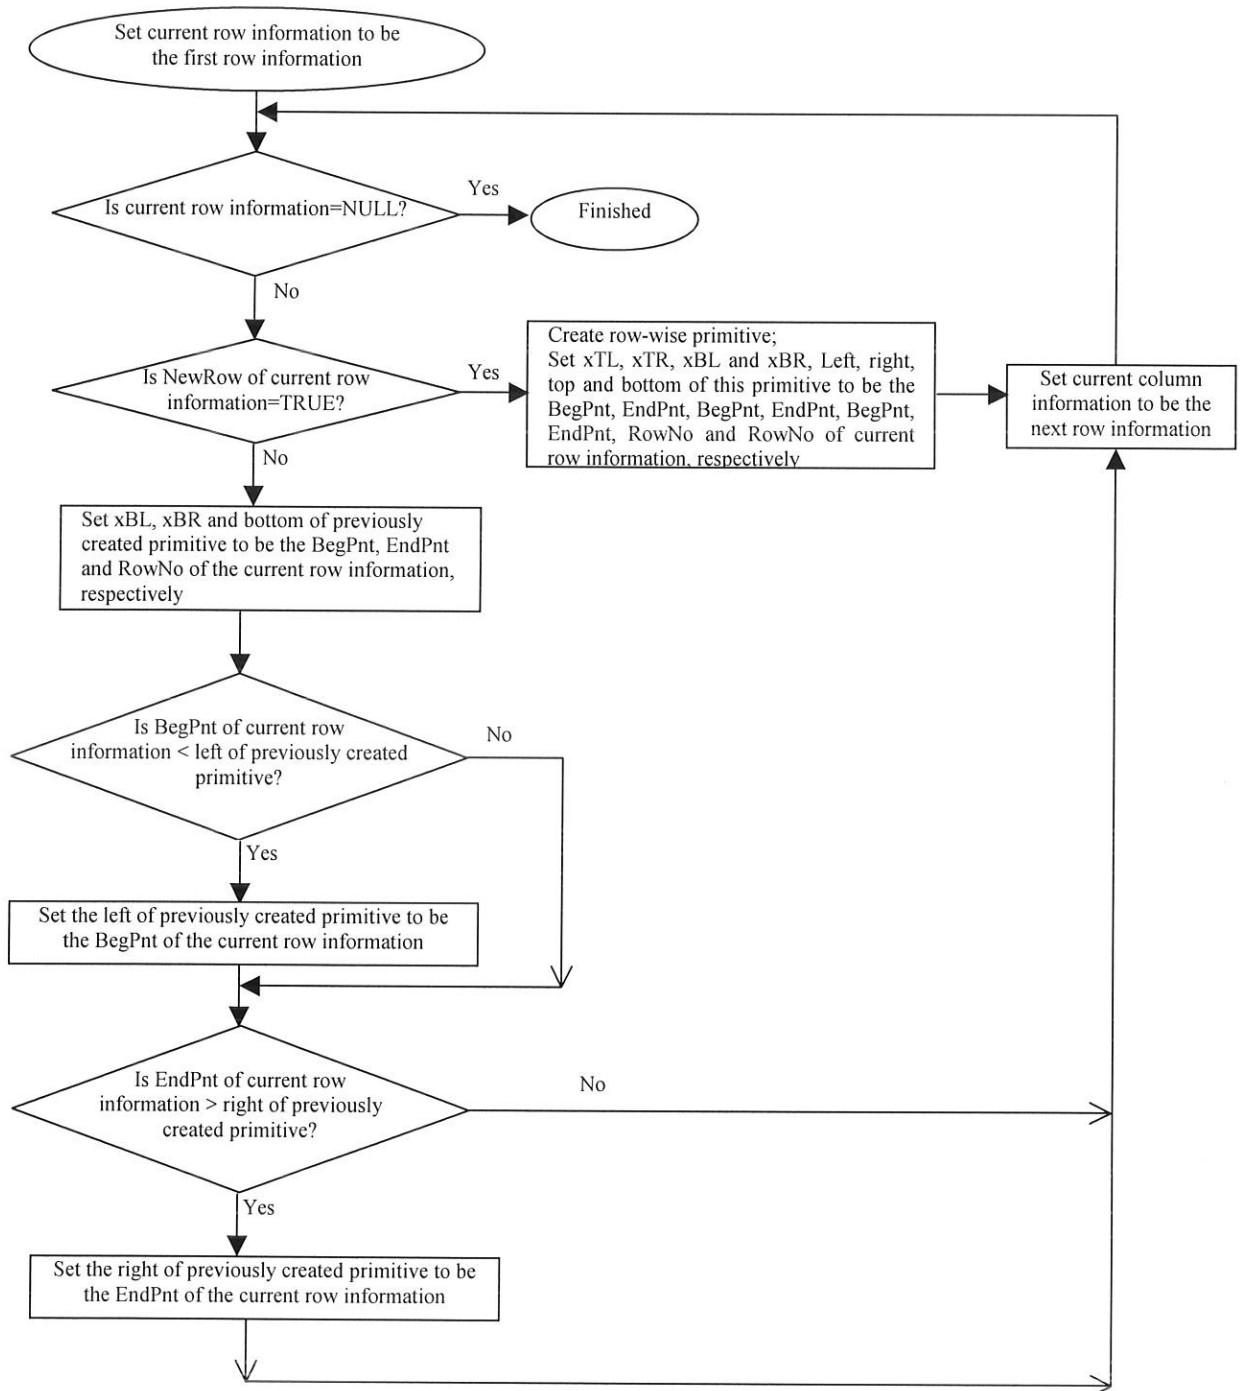 Set current row information to be
the first row information
Is current row information=NULL?
Yes
Finished
No
Is NewRow of current row
information=TRUE?
Yes
Create row-wise primitive;
Set xTL, xTR, xBL and xBR, Left, right,
top and bottom of this primitive to be the
BegPnt, EndPnt, BegPnt, EndPnt, BegPnt,
EndPnt, RowNo and RowNo of current
row information, respectively
Set current column
information to be the
next row information
No
Set xBL, xBR and bottom of previously
created primitive to be the BegPnt, EndPnt
and RowNo of the current row information,
respectively
Is BegPnt of current row
information < left of previously created
primitive?
No
Yes
Set the left of previously created primitive to be
the BegPnt of the current row information
Is EndPnt of current row
information > right of previously
created primitive?
No
Yes
Set the right of previously created primitive to be
the EndPnt of the current row information